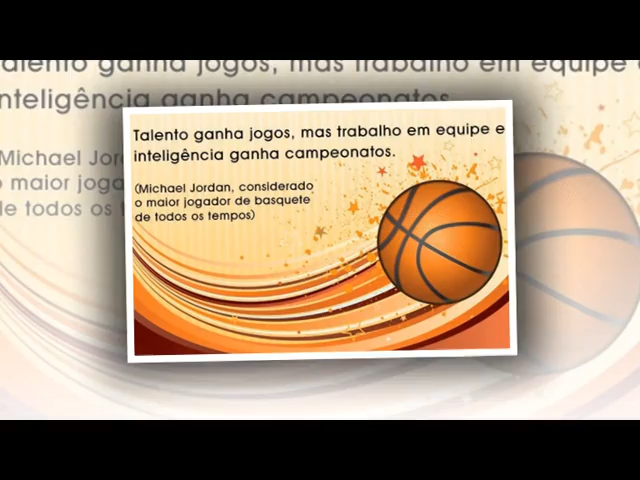 Talento ganha jogos, mas trabalho em equipe e
inteligência ganha campeonatos.
(Michael Jordan, considerado
o maior jogador de basquete
de todos os tempos)